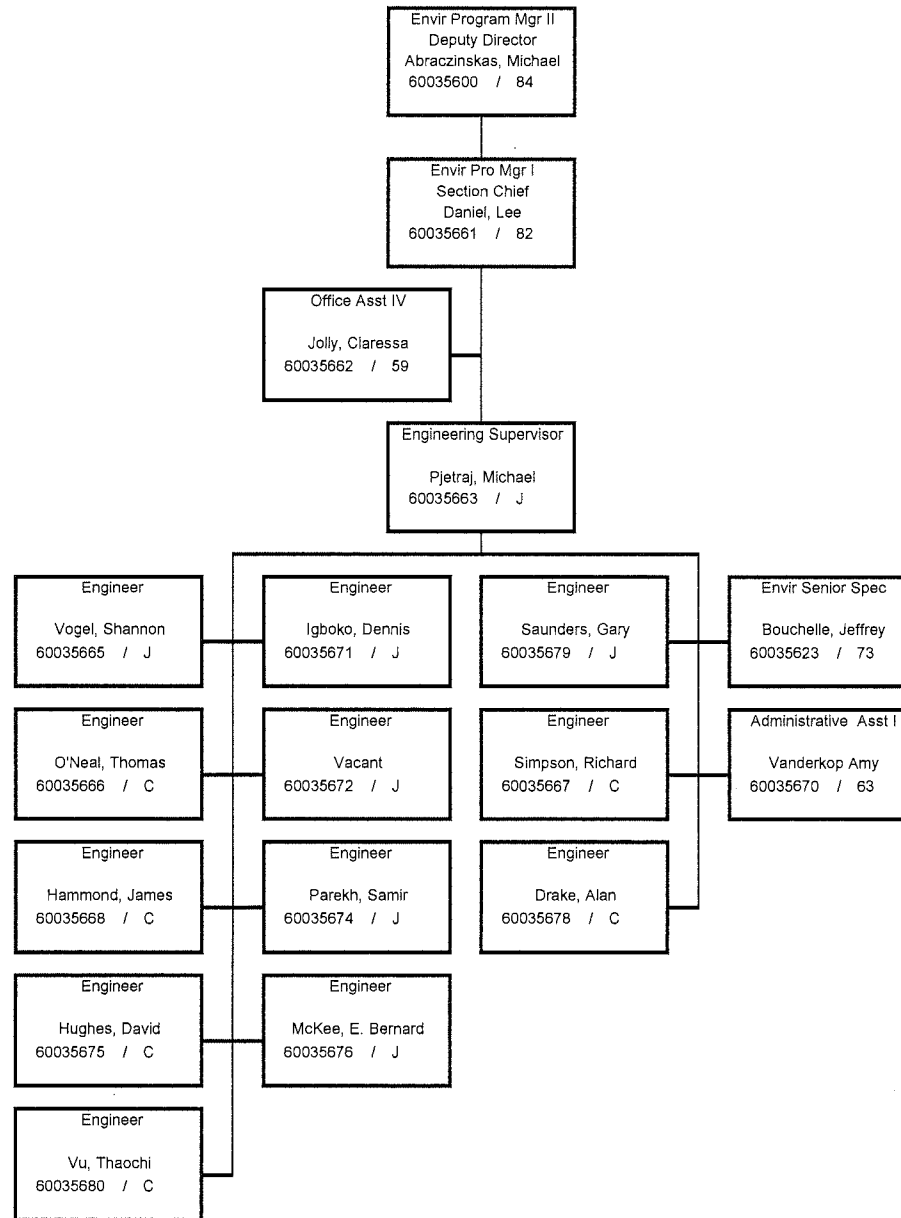 Envir Program Mgr II
Deputy Director
Abraczinskas, Michael
60035600 / 84
Envir Pro Mgr I
Section Chief
Daniel, Lee
60035661 / 82
Office Asst IV
Jolly, Claressa
60035662 / 59
Engineering Supervisor
Pjetraj, Michael
60035663 / J
Engineer
Vogel, Shannon
60035665 / J
Engineer
Igboko, Dennis
60035671 / J
Engineer
Saunders, Gary
60035679 / J
Envir Senior Spec
Bouchelle, Jeffrey
60035623 / 73
Engineer
O'Neal, Thomas
60035666 / C
Engineer
Vacant
60035672 / J
Engineer
Simpson, Richard
60035667 / C
Administrative Asst I
Vanderkop Amy
60035670 / 63
Engineer
Hammond, James
60035668 / C
Engineer
Parekh, Samir
60035674 / J
Engineer
Drake, Alan
60035678 / C
Engineer
Hughes, David
60035675 / C
Engineer
McKee, E. Bernard
60035676 / J
Engineer
Vu, Thaochi
60035680 / C